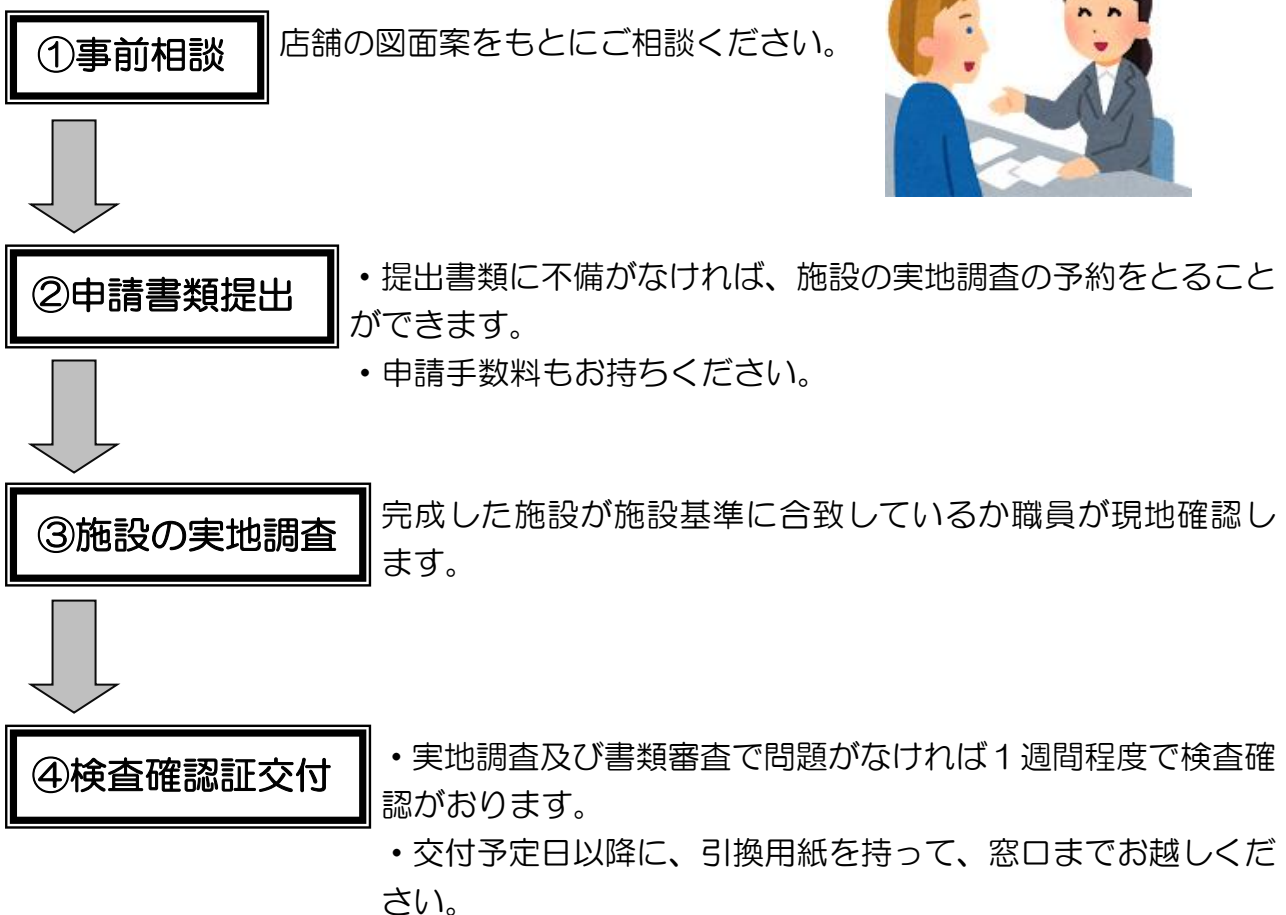 ①事前相談
店舗の図面案をもとにご相談ください。
②申請書類提出
・提出書類に不備がなければ、施設の実地調査の予約をとること
ができます。
・申請手数料もお持ちください。
③施設の実地調査
完成した施設が施設基準に合致しているか職員が現地確認し
ます。
④検査確認証交付
・実地調査及び書類審査で問題がなければ１週間程度で検査確
認がおります。
・交付予定日以降に、引換用紙を持って、窓口までお越しくだ
さい。